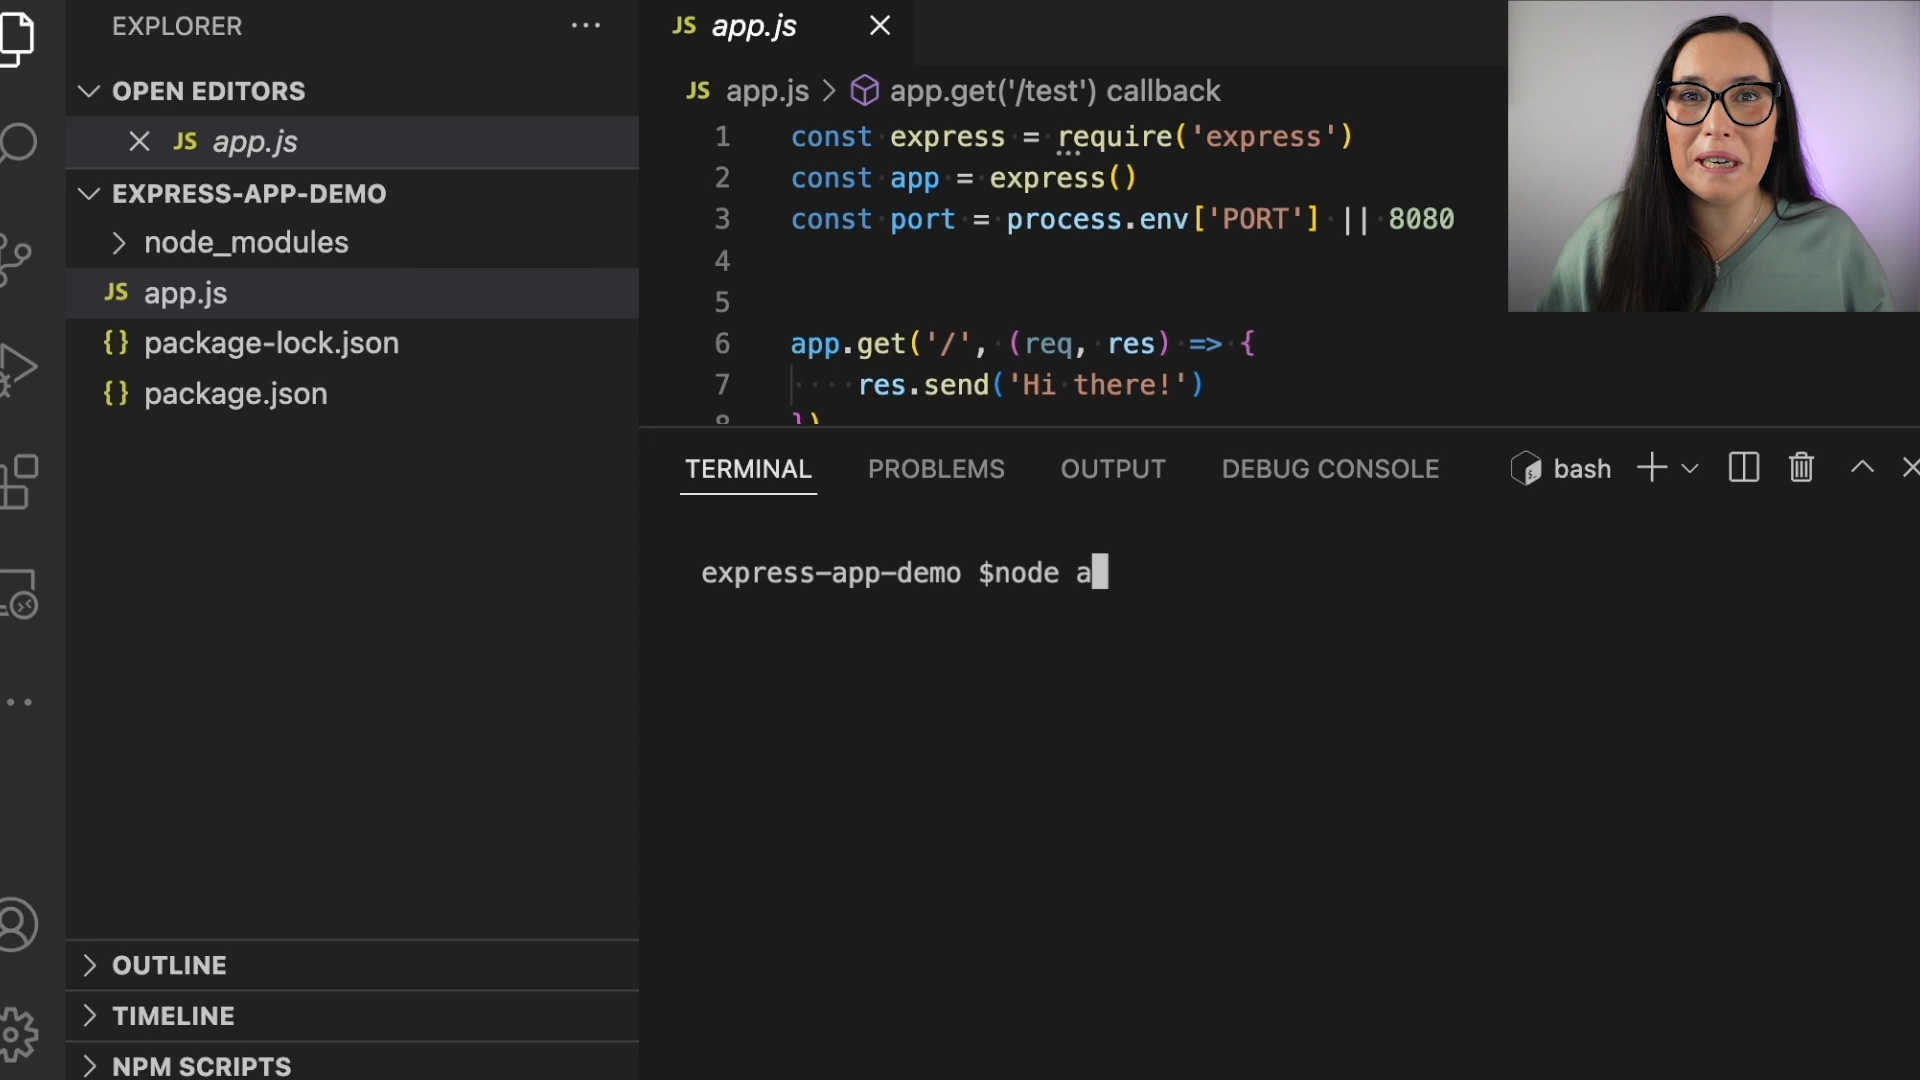 EXPLORER
OPEN EDITORS
JS app.js
EXPRESS-APP-DEMO
node_modules
JS app.js
{} package-lock.json
{} package.json
OUTLINE
TIMELINE
NPM SCRIPTS
JS app.js
JS app.js > app.get('/test') callback
1 const express = require('express')
2 const app = express()
3 const port = process.env['PORT'] || 8080
4
5
6 app.get('/', (req, res) => {
7 res.send('Hi there!')
8 })
TERMINAL PROBLEMS OUTPUT DEBUG CONSOLE bash
express-app-demo $node a